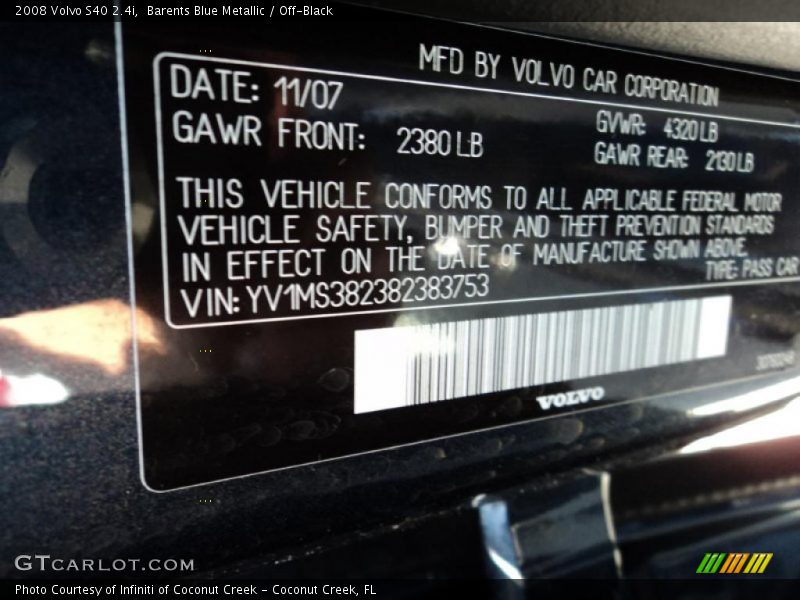 2008 Volvo S40 2.4i,  Barents Blue Metallic / Off-Black
MFD BY VOLVO CAR CORPORATION
DATE: 11/07
GVWR: 4320 LB
GAWR FRONT: 2380 LB
GAWR REAR: 2130 LB
THIS VEHICLE CONFORMS TO ALL APPLICABLE FEDERAL MOTOR
VEHICLE SAFETY, BUMPER AND THEFT PREVENTION STANDARDS
IN EFFECT ON THE DATE OF MANUFACTURE SHOWN ABOVE.
TYPE: PASS CAR
VIN: YV1MS382382383753
VOLVO
GTCARLOT.COM
Photo Courtesy of Infiniti of Coconut Creek - Coconut Creek, FL